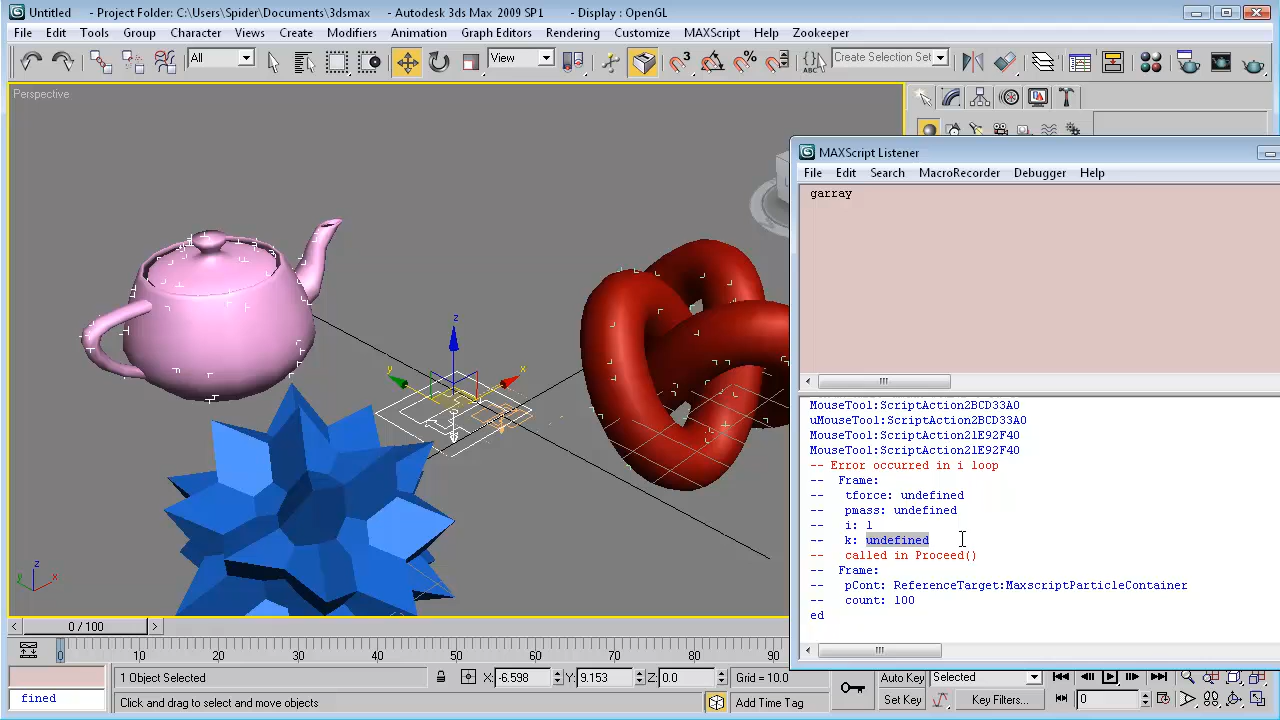 Untitled - Project Folder: C:\Users\Spider\Documents\3dsmax - Autodesk 3ds Max 2009 SP1 - Display : OpenGL
File Edit Tools Group Character Views Create Modifiers Animation Graph Editors Rendering Customize MAXScript Help Zookeeper
All View Create Selection Set
Perspective
MAXScript Listener
File Edit Search MacroRecorder Debugger Help
garray
z
y x
MouseTool:ScriptAction2BCD33A0
uMouseTool:ScriptAction2BCD33A0
MouseTool:ScriptAction21E92F40
MouseTool:ScriptAction21E92F40
-- Error occurred in i loop
-- Frame:
-- tforce: undefined
-- pmass: undefined
-- i: 1
-- k: undefined
-- called in Proceed()
-- Frame:
-- pCont: ReferenceTarget:MaxscriptParticleContainer
-- count: 100
ed
z
y x
0 / 100
0 10 20 30 40 50 60 70 80 90
1 Object Selected X: -6.598 Y: 9.153 Z: 0.0 Grid = 10.0 Auto Key Selected
fined Click and drag to select and move objects Add Time Tag Set Key Key Filters... 0